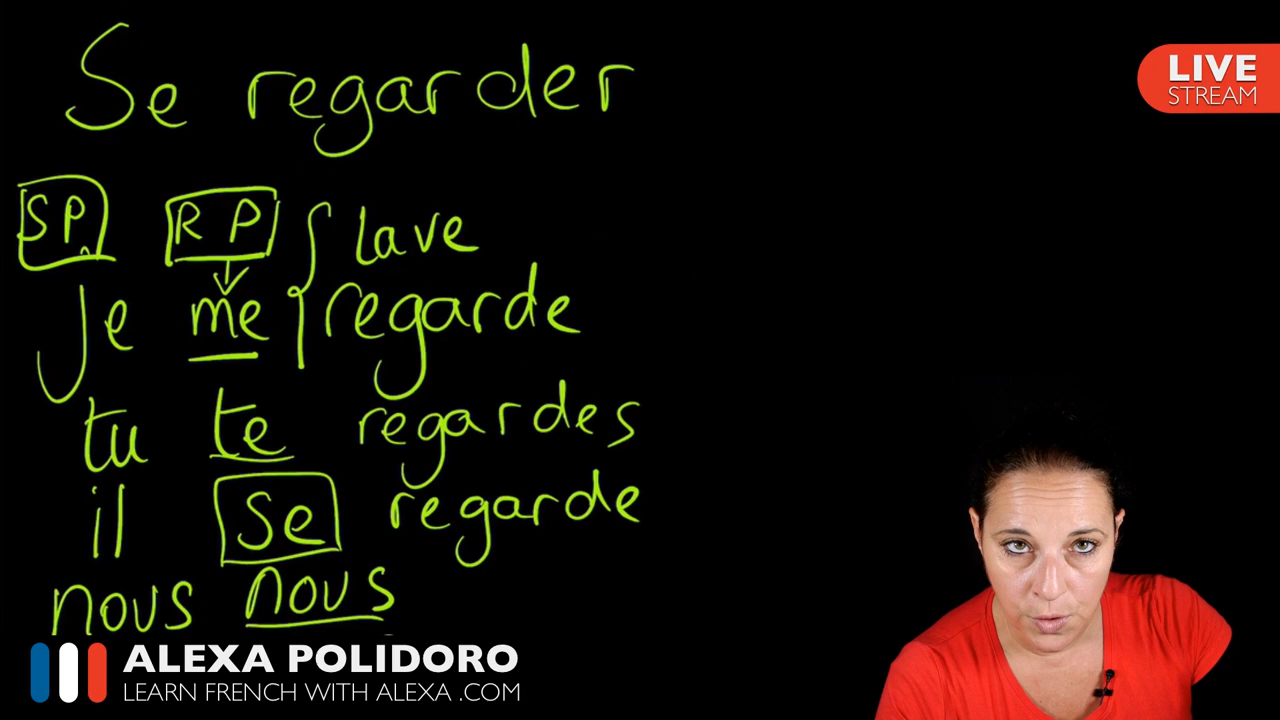 Se regarder
LIVE
STREAM
SP RP lave
je me regarde
tu te regardes
il se regarde
nous nous
ALEXA POLIDORO
LEARN FRENCH WITH ALEXA .COM